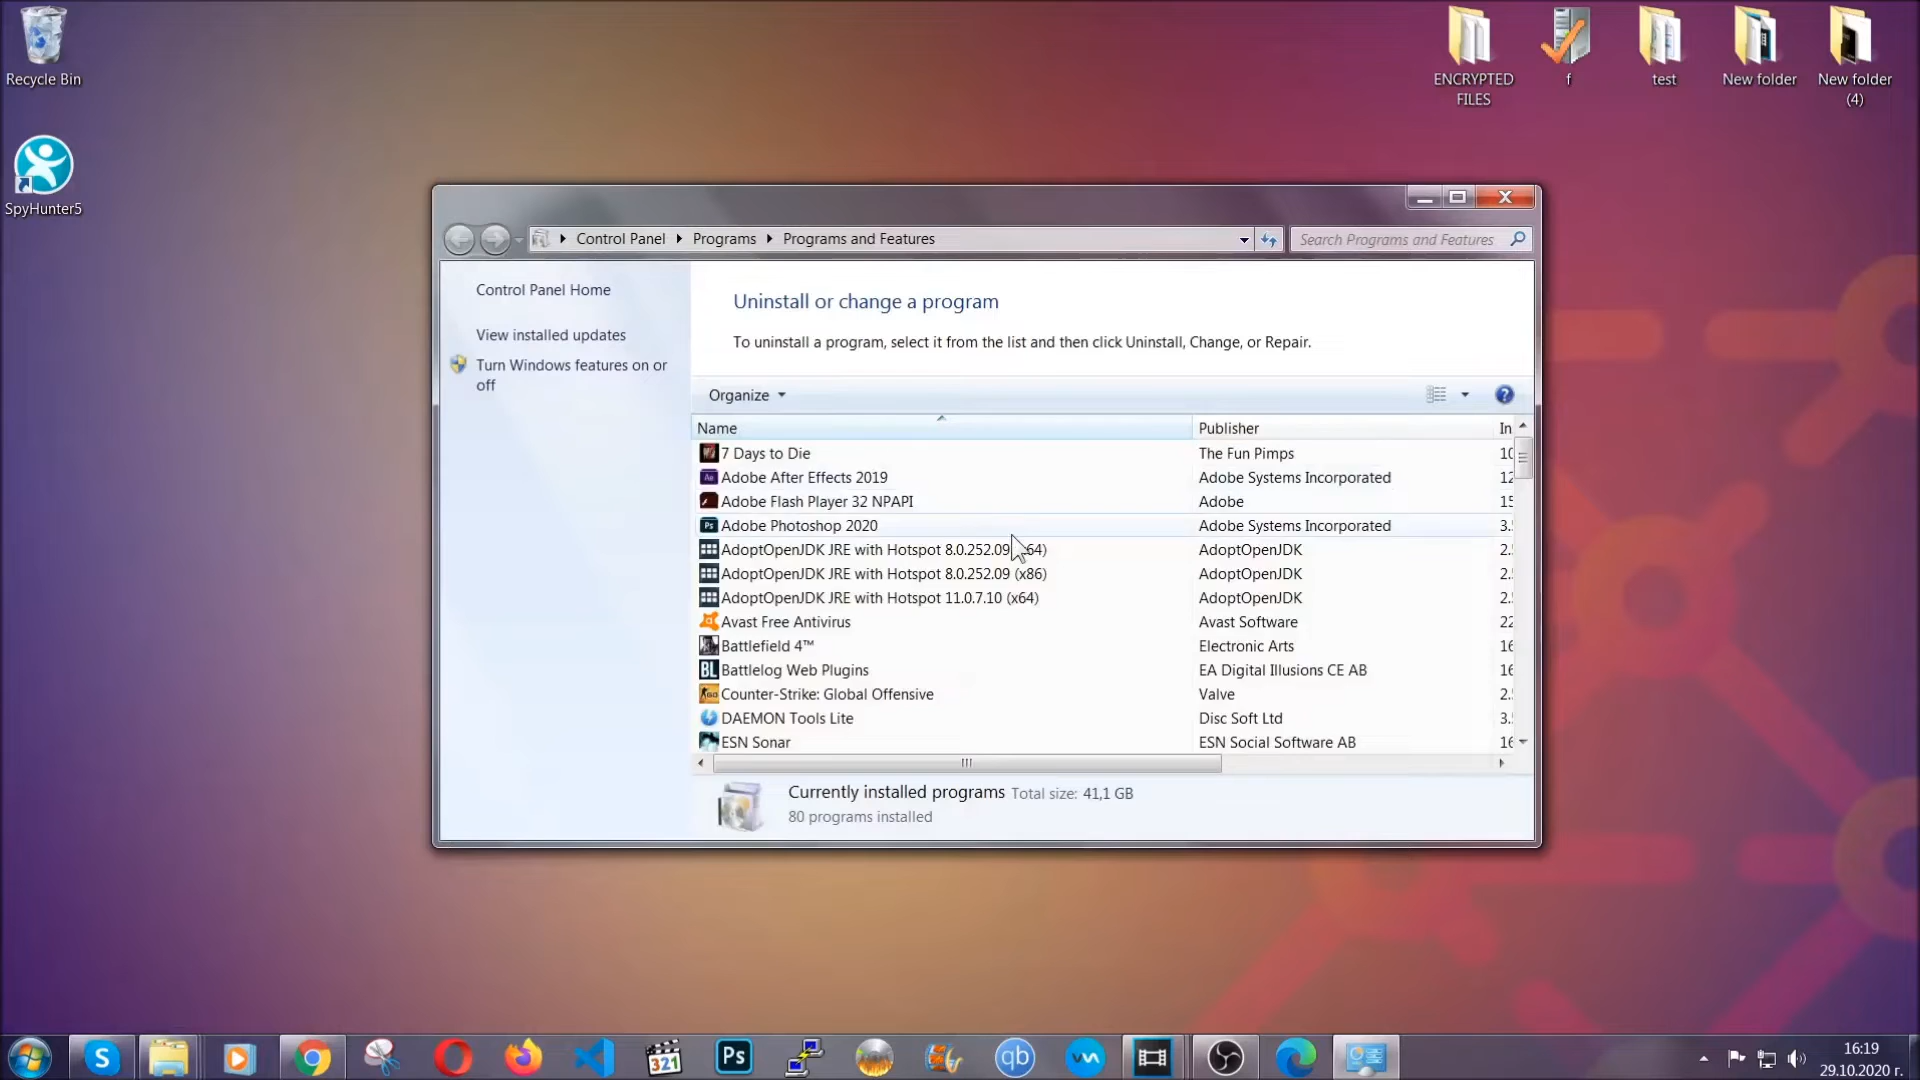 Recycle Bin
SpyHunter5
ENCRYPTED
FILES
f
test
New folder
New folder
(4)
Control Panel
Programs
Programs and Features
Search Programs and Features
Control Panel Home
View installed updates
Turn Windows features on or
off
Uninstall or change a program
To uninstall a program, select it from the list and then click Uninstall, Change, or Repair.
Organize
Name Publisher In
7 Days to Die The Fun Pimps 10
Adobe After Effects 2019 Adobe Systems Incorporated 12
Adobe Flash Player 32 NPAPI Adobe 15
Adobe Photoshop 2020 Adobe Systems Incorporated 3.
AdoptOpenJDK JRE with Hotspot 8.0.252.09 64) AdoptOpenJDK 2.
AdoptOpenJDK JRE with Hotspot 8.0.252.09 (x86) AdoptOpenJDK 2.
AdoptOpenJDK JRE with Hotspot 11.0.7.10 (x64) AdoptOpenJDK 2.
Avast Free Antivirus Avast Software 22
Battlefield 4™ Electronic Arts 16
BL Battlelog Web Plugins EA Digital Illusions CE AB 16
Counter-Strike: Global Offensive Valve 2.
DAEMON Tools Lite Disc Soft Ltd 3.
ESN Sonar ESN Social Software AB 16
Currently installed programs Total size: 41,1 GB
80 programs installed
S
321
Ps
qb
16:19
29.10.2020 г.